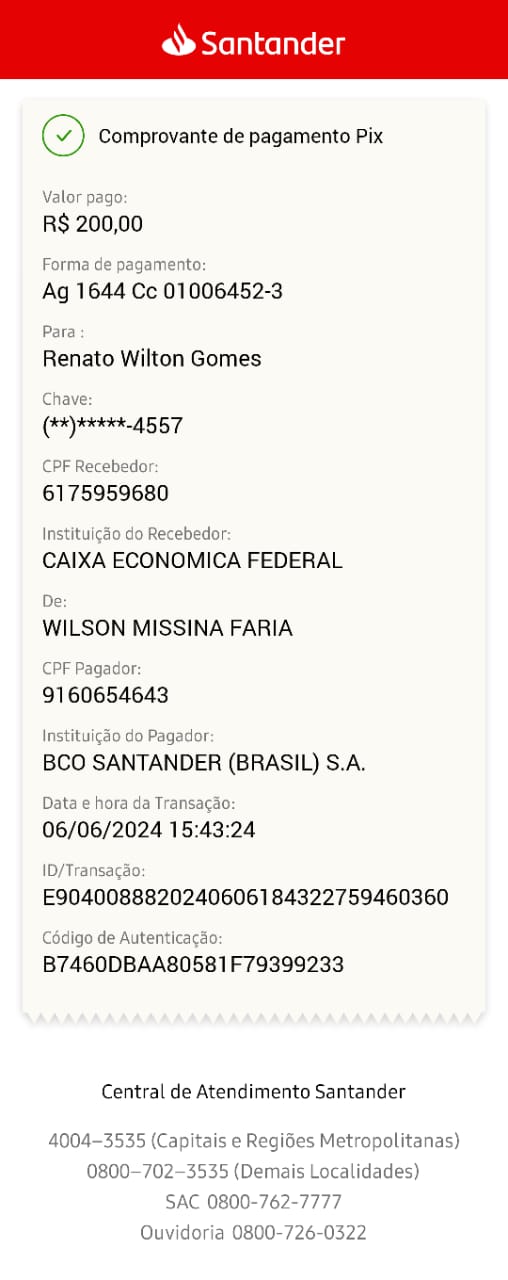 Santander
Comprovante de pagamento Pix
Valor pago:
R$ 200,00
Forma de pagamento:
Ag 1644 Cc 01006452-3
Para :
Renato Wilton Gomes
Chave:
(**)*****-4557
CPF Recebedor:
6175959680
Instituição do Recebedor:
CAIXA ECONOMICA FEDERAL
De:
WILSON MISSINA FARIA
CPF Pagador:
9160654643
Instituição do Pagador:
BCO SANTANDER (BRASIL) S.A.
Data e hora da Transação:
06/06/2024 15:43:24
ID/Transação:
E9040088820240606184322759460360
Código de Autenticação:
B7460DBAA80581F79399233
Central de Atendimento Santander
4004–3535 (Capitais e Regiões Metropolitanas)
0800–702–3535 (Demais Localidades)
SAC 0800-762-7777
Ouvidoria 0800-726-0322